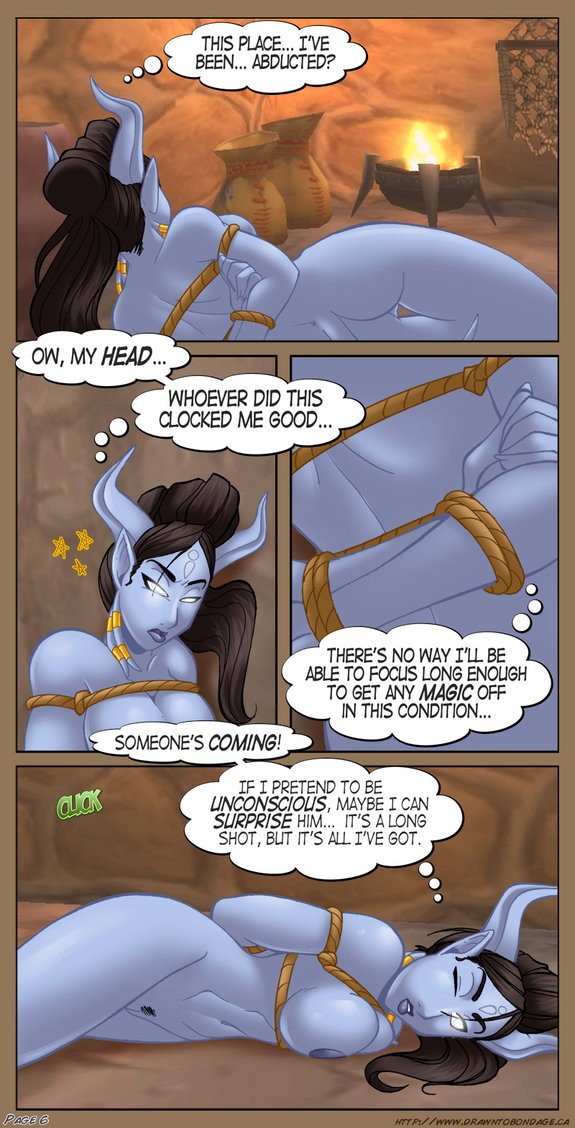 THIS PLACE... I'VE
BEEN... ABDUCTED?
OW, MY HEAD...
WHOEVER DID THIS
CLOCKED ME GOOD...
THERE'S NO WAY I'LL BE
ABLE TO FOCUS LONG ENOUGH
TO GET ANY MAGIC OFF
IN THIS CONDITION...
SOMEONE'S COMING!
CLICK
IF I PRETEND TO BE
UNCONSCIOUS, MAYBE I CAN
SURPRISE HIM... IT'S A LONG
SHOT, BUT IT'S ALL I'VE GOT.
PAGE 6
HTTP://WWW.DRAWNTOBONDAGE.CA